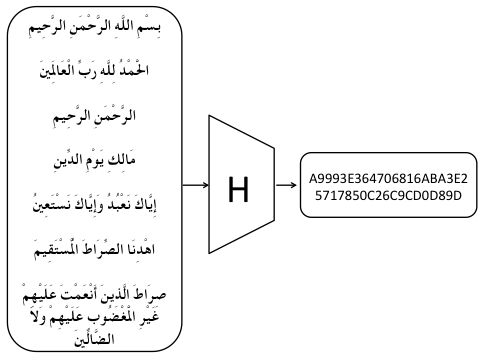 بِسْمِ اللَّهِ الرَّحْمَنِ الرَّحِيمِ
الْحَمْدُ لِلَّهِ رَبِّ الْعَالَمِينَ
الرَّحْمَنِ الرَّحِيمِ
مَالِكِ يَوْمِ الدِّينِ
إِيَّاكَ نَعْبُدُ وَإِيَّاكَ نَسْتَعِينُ
اهْدِنَا الصِّرَاطَ الْمُسْتَقِيمَ
صِرَاطَ الَّذِينَ أَنْعَمْتَ عَلَيْهِمْ
غَيْرِ الْمَغْضُوبِ عَلَيْهِمْ وَلاَ
الضَّالِّينَ
H
A9993E364706816ABA3E2
5717850C26C9CD0D89D